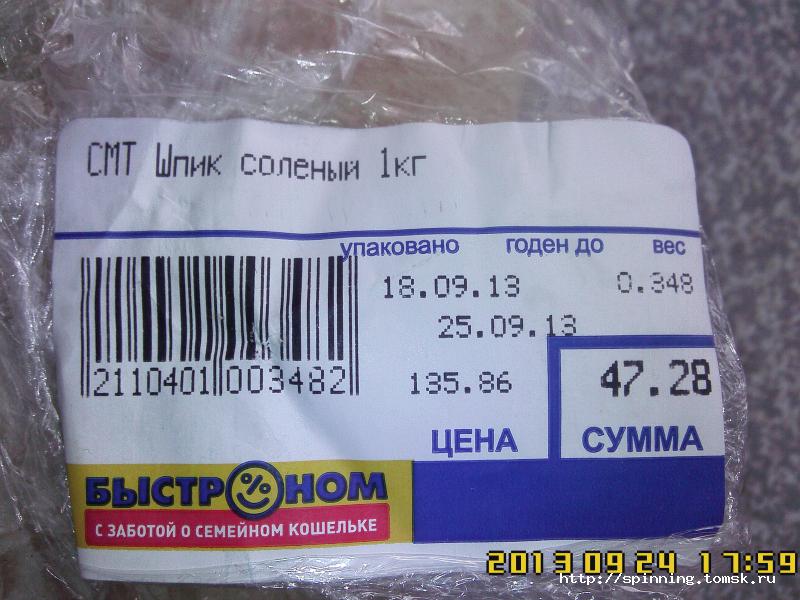 СМТ Шпик соленый 1кг
упаковано годен до вес
18.09.13 0.348
25.09.13
2110401 003482
135.86 47.28
ЦЕНА СУММА
БЫСТРОНОМ
%
С ЗАБОТОЙ О СЕМЕЙНОМ КОШЕЛЬКЕ
2013 09 24 17:59
http://spinning.tomsk.ru